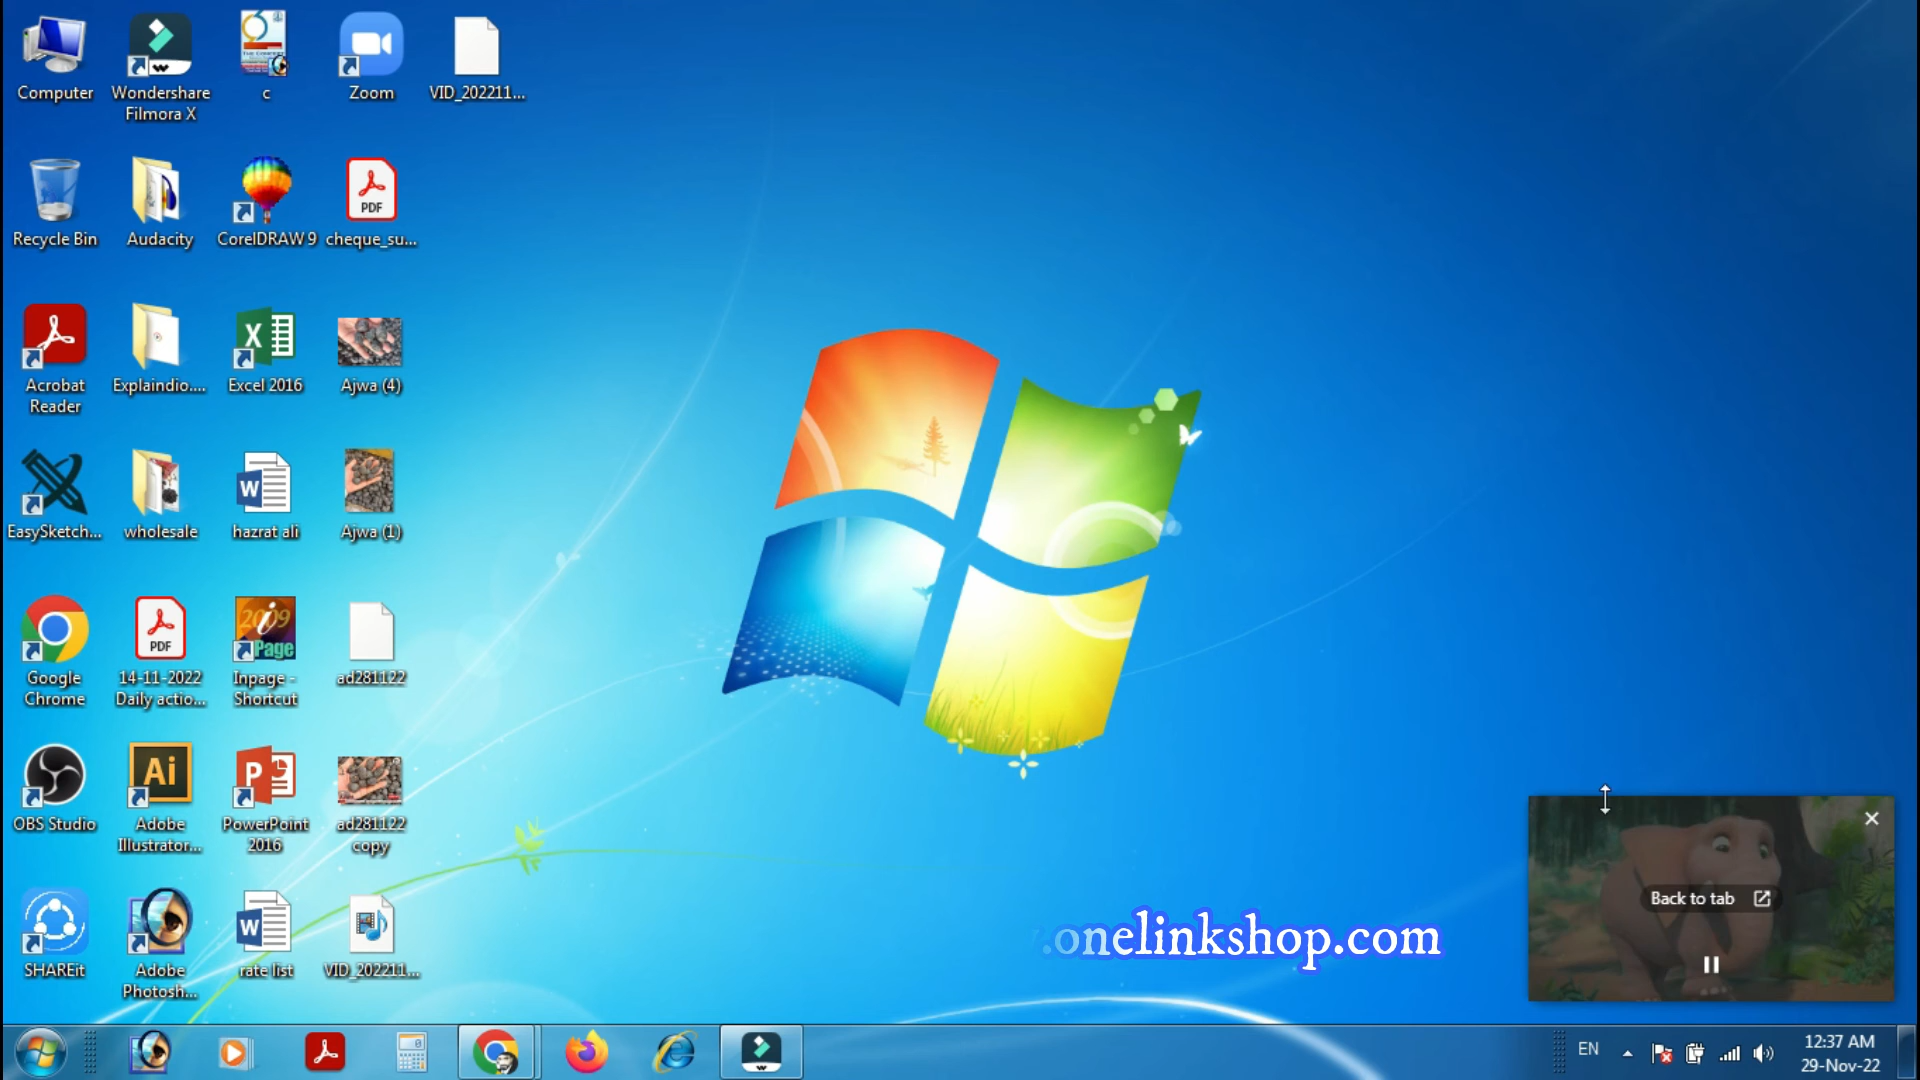 Computer
Wondershare
Filmora X
c
Zoom
VID_202211...
Recycle Bin
Audacity
CorelDRAW 9
cheque_su...
PDF
Acrobat
Reader
Explaindio....
Excel 2016
Ajwa (4)
EasySketch...
wholesale
hazrat ali
Ajwa (1)
Google
Chrome
PDF
14-11-2022
Daily actio...
2009
Page
Inpage -
Shortcut
ad281122
OBS Studio
Ai
Adobe
Illustrator...
PowerPoint
2016
ad281122
copy
SHAREit
Adobe
Photosh...
rate list
VID_202211...
.onelinkshop.com
Back to tab
EN
12:37 AM
29-Nov-22